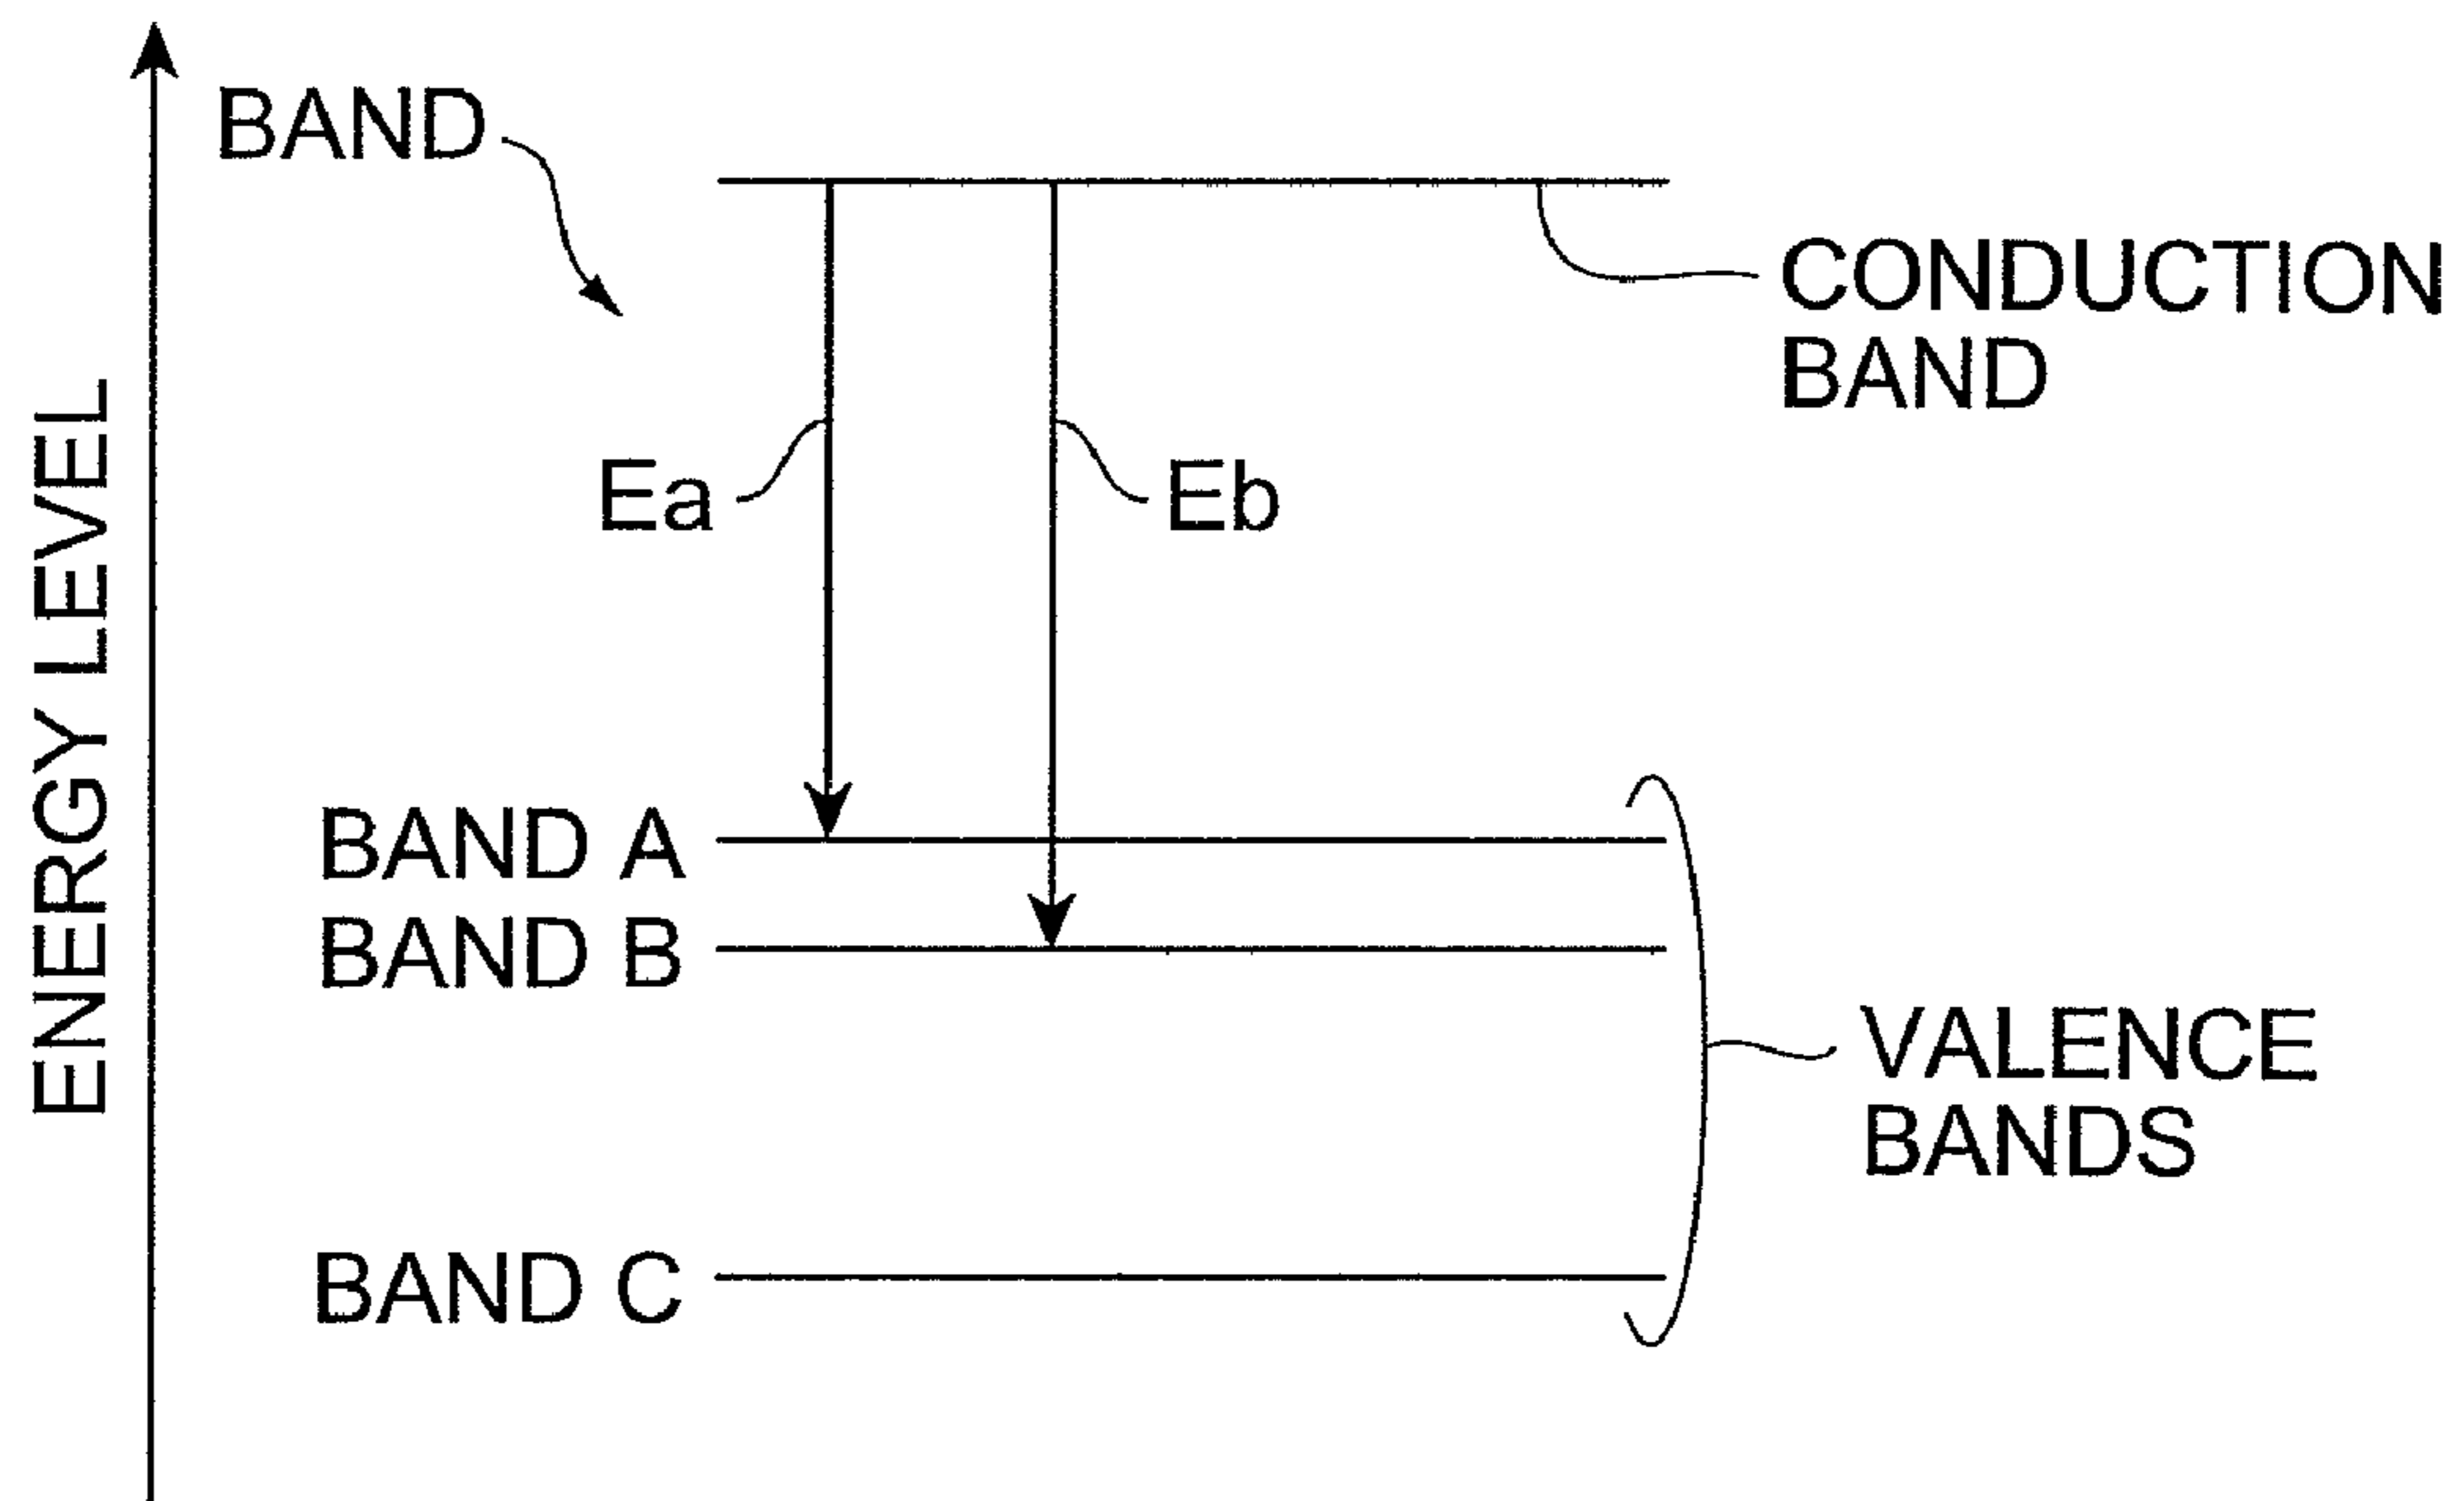 BAND
CONDUCTION
BAND
Ea
Eb
ENERGY LEVEL
BAND A
BAND B
VALENCE
BANDS
BAND C